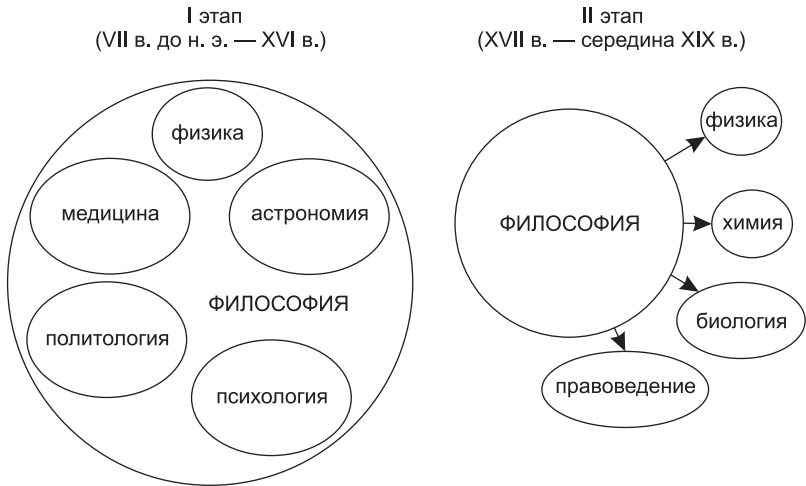 I этап
(VII в. до н. э. — XVI в.)
физика
медицина
астрономия
ФИЛОСОФИЯ
политология
психология
II этап
(XVII в. — середина XIX в.)
физика
ФИЛОСОФИЯ
химия
биология
правоведение